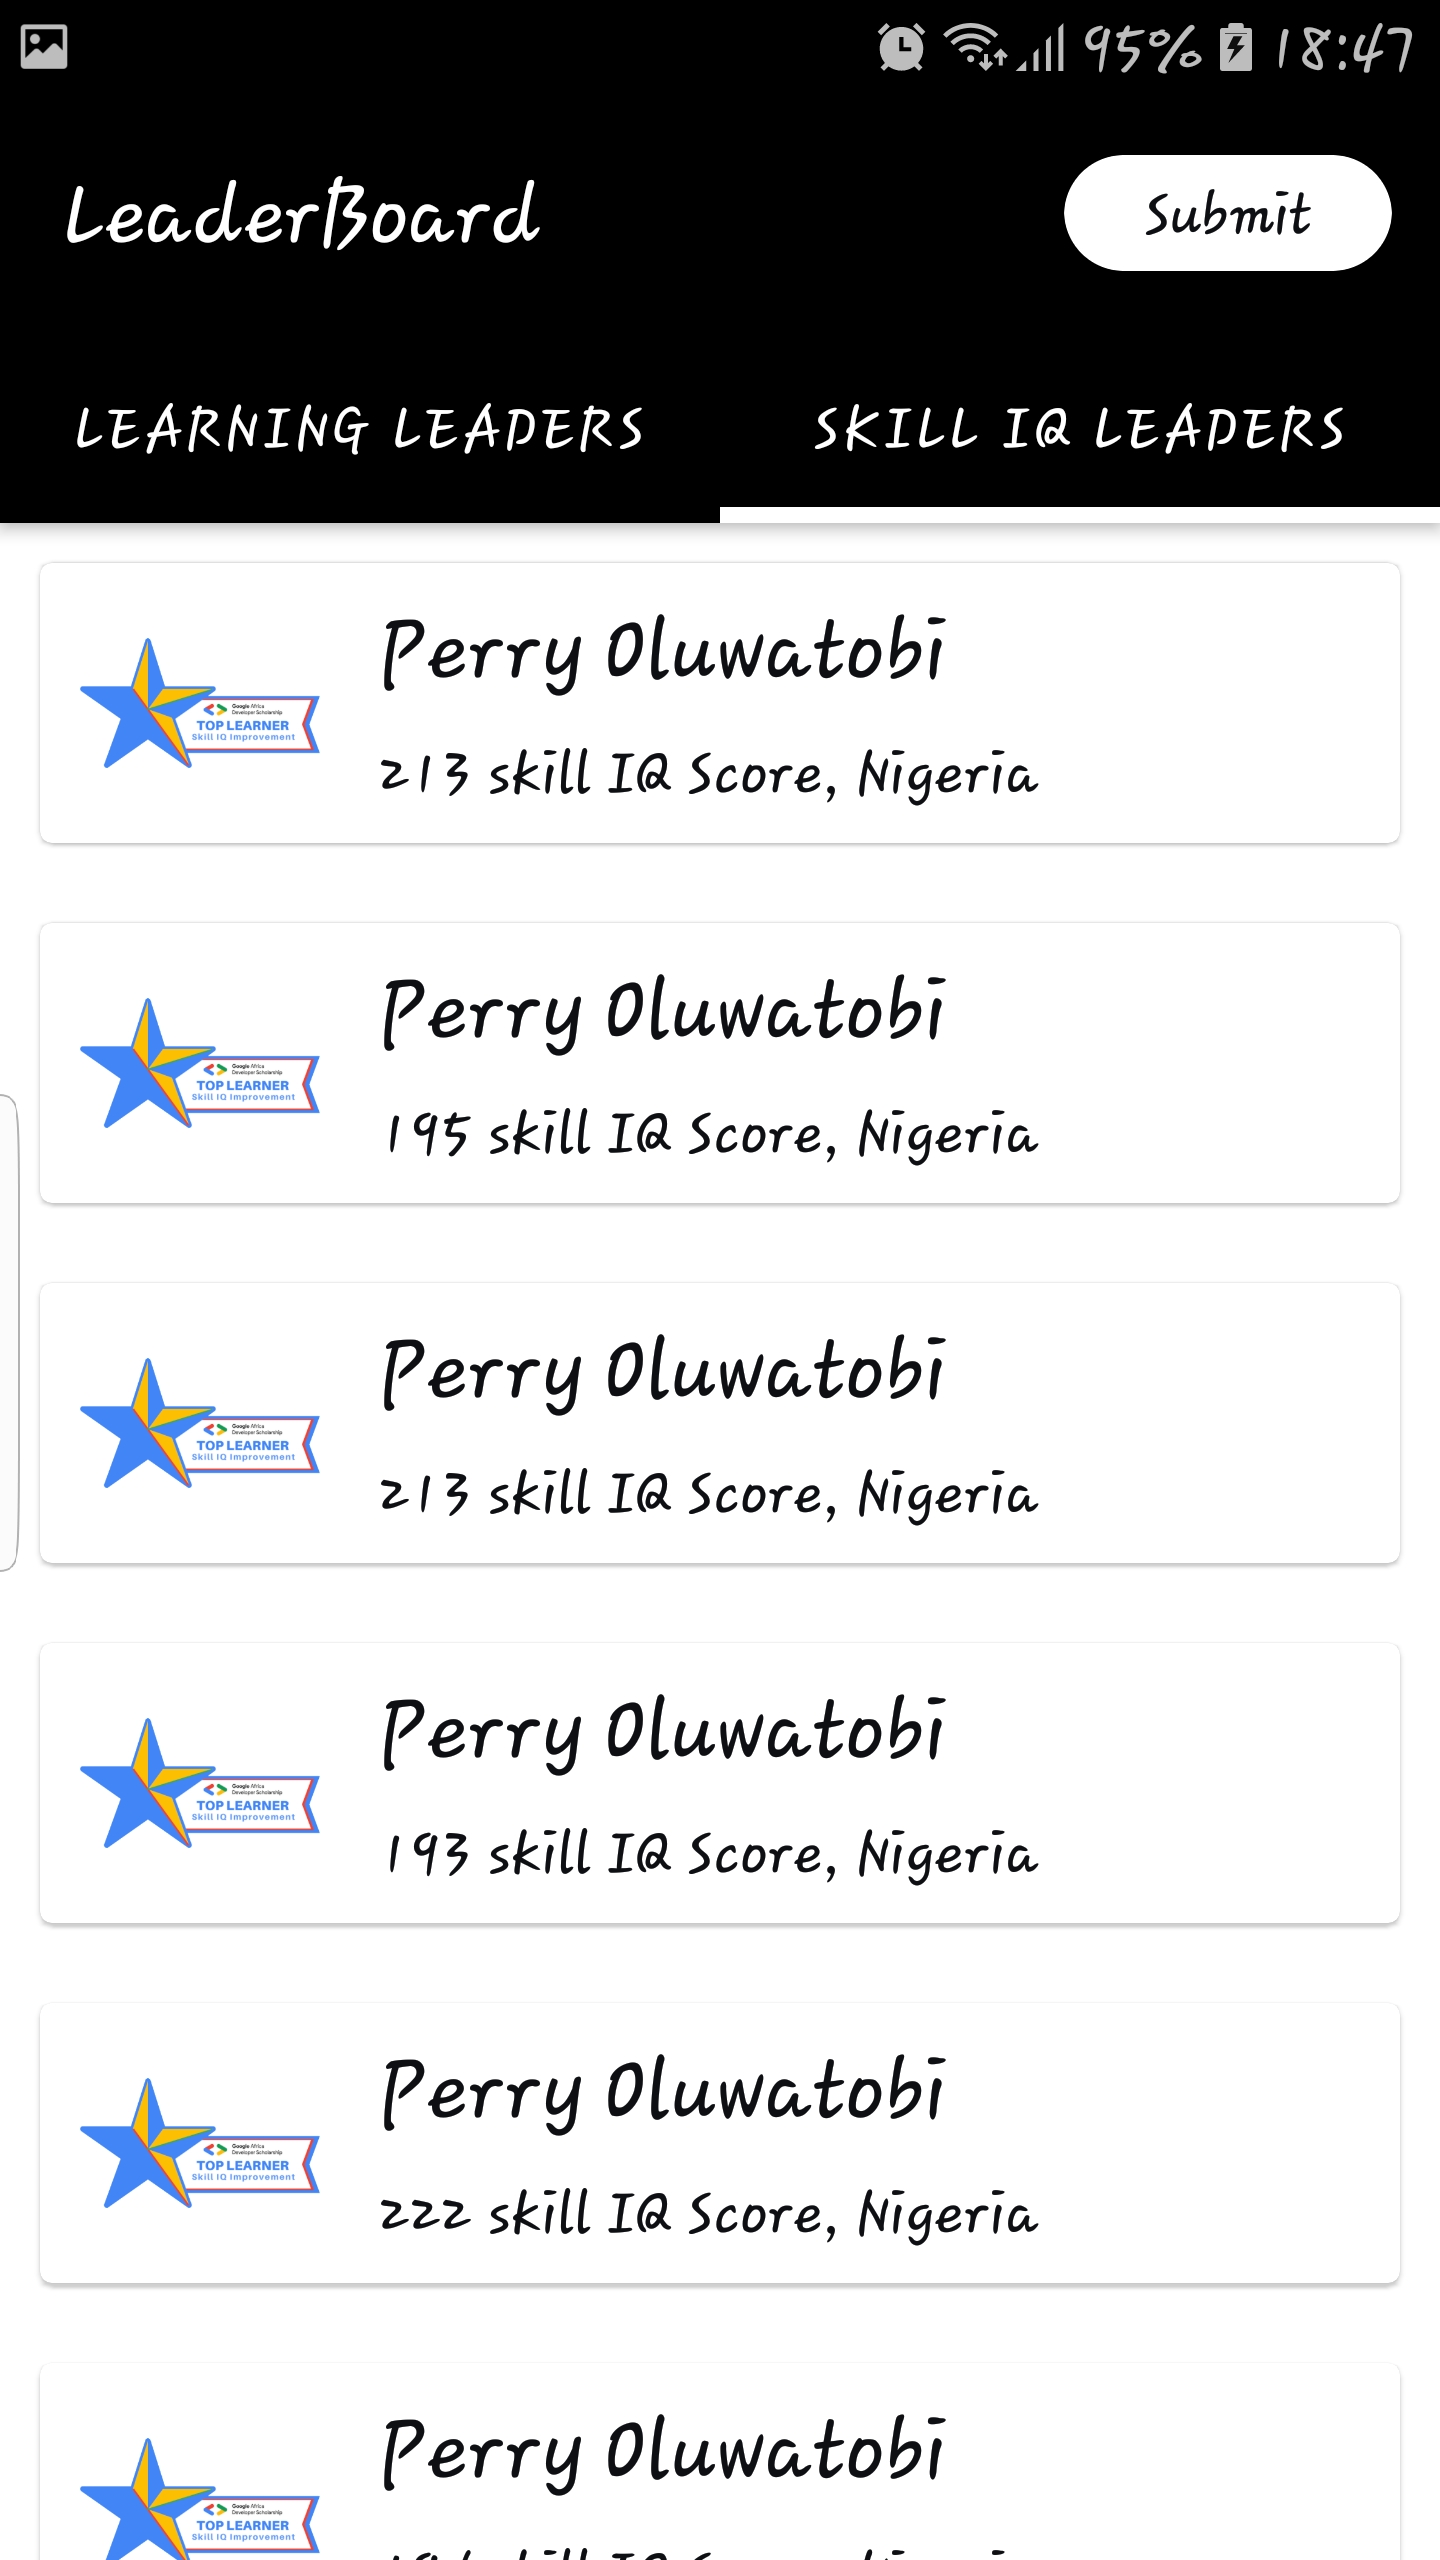 95% 18:47
LeaderBoard
Submit
LEARNING LEADERS
SKILL IQ LEADERS
Perry Oluwatobi
Google Africa
Developer Scholarship
TOP LEARNER
Skill IQ Improvement
213 skill IQ Score, Nigeria
Perry Oluwatobi
Google Africa
Developer Scholarship
TOP LEARNER
Skill IQ Improvement
195 skill IQ Score, Nigeria
Perry Oluwatobi
Google Africa
Developer Scholarship
TOP LEARNER
Skill IQ Improvement
213 skill IQ Score, Nigeria
Perry Oluwatobi
Google Africa
Developer Scholarship
TOP LEARNER
Skill IQ Improvement
193 skill IQ Score, Nigeria
Perry Oluwatobi
Google Africa
Developer Scholarship
TOP LEARNER
Skill IQ Improvement
222 skill IQ Score, Nigeria
Perry Oluwatobi
Google Africa
Developer Scholarship
TOP LEARNER
Skill IQ Improvement